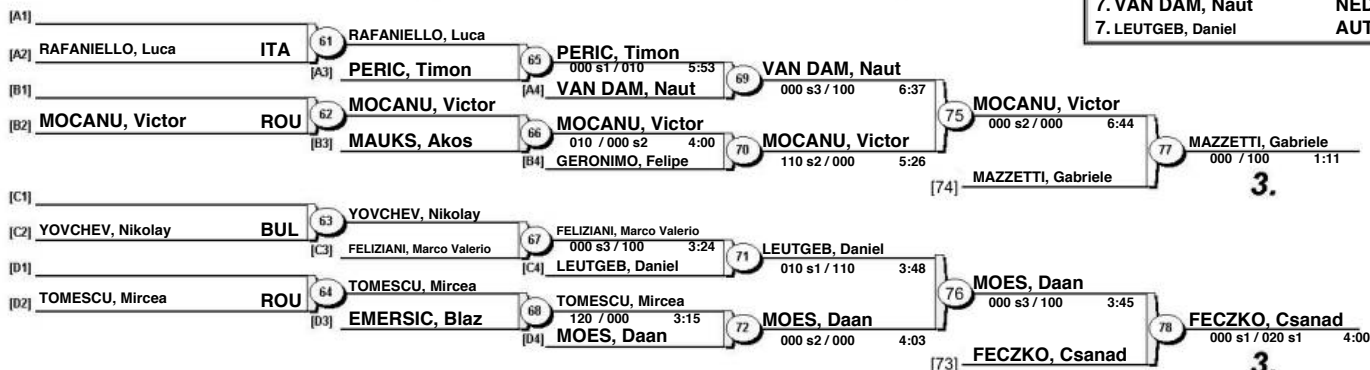 7. VAN DAM, Naut NED
7. LEUTGEB, Daniel AUT
[A1]
[A2] RAFANIELLO, Luca ITA
61
RAFANIELLO, Luca
[A3] PERIC, Timon
65
PERIC, Timon
000 s1 / 010 5:53
[A4] VAN DAM, Naut
69
VAN DAM, Naut
000 s3 / 100 6:37
[B1]
[B2] MOCANU, Victor ROU
62
MOCANU, Victor
[B3] MAUKS, Akos
66
MOCANU, Victor
010 / 000 s2 4:00
[B4] GERONIMO, Felipe
70
MOCANU, Victor
110 s2 / 000 5:26
75
MOCANU, Victor
000 s2 / 000 6:44
[74] MAZZETTI, Gabriele
77
MAZZETTI, Gabriele
000 / 100 1:11
3.
[C1]
[C2] YOVCHEV, Nikolay BUL
63
YOVCHEV, Nikolay
[C3] FELIZIANI, Marco Valerio
67
FELIZIANI, Marco Valerio
000 s3 / 100 3:24
[C4] LEUTGEB, Daniel
71
LEUTGEB, Daniel
010 s1 / 110 3:48
[D1]
[D2] TOMESCU, Mircea ROU
64
TOMESCU, Mircea
[D3] EMERSIC, Blaz
68
TOMESCU, Mircea
120 / 000 3:15
[D4] MOES, Daan
72
MOES, Daan
000 s2 / 000 4:03
76
MOES, Daan
000 s3 / 100 3:45
[73] FECZKO, Csanad
78
FECZKO, Csanad
000 s1 / 020 s1 4:00
3.